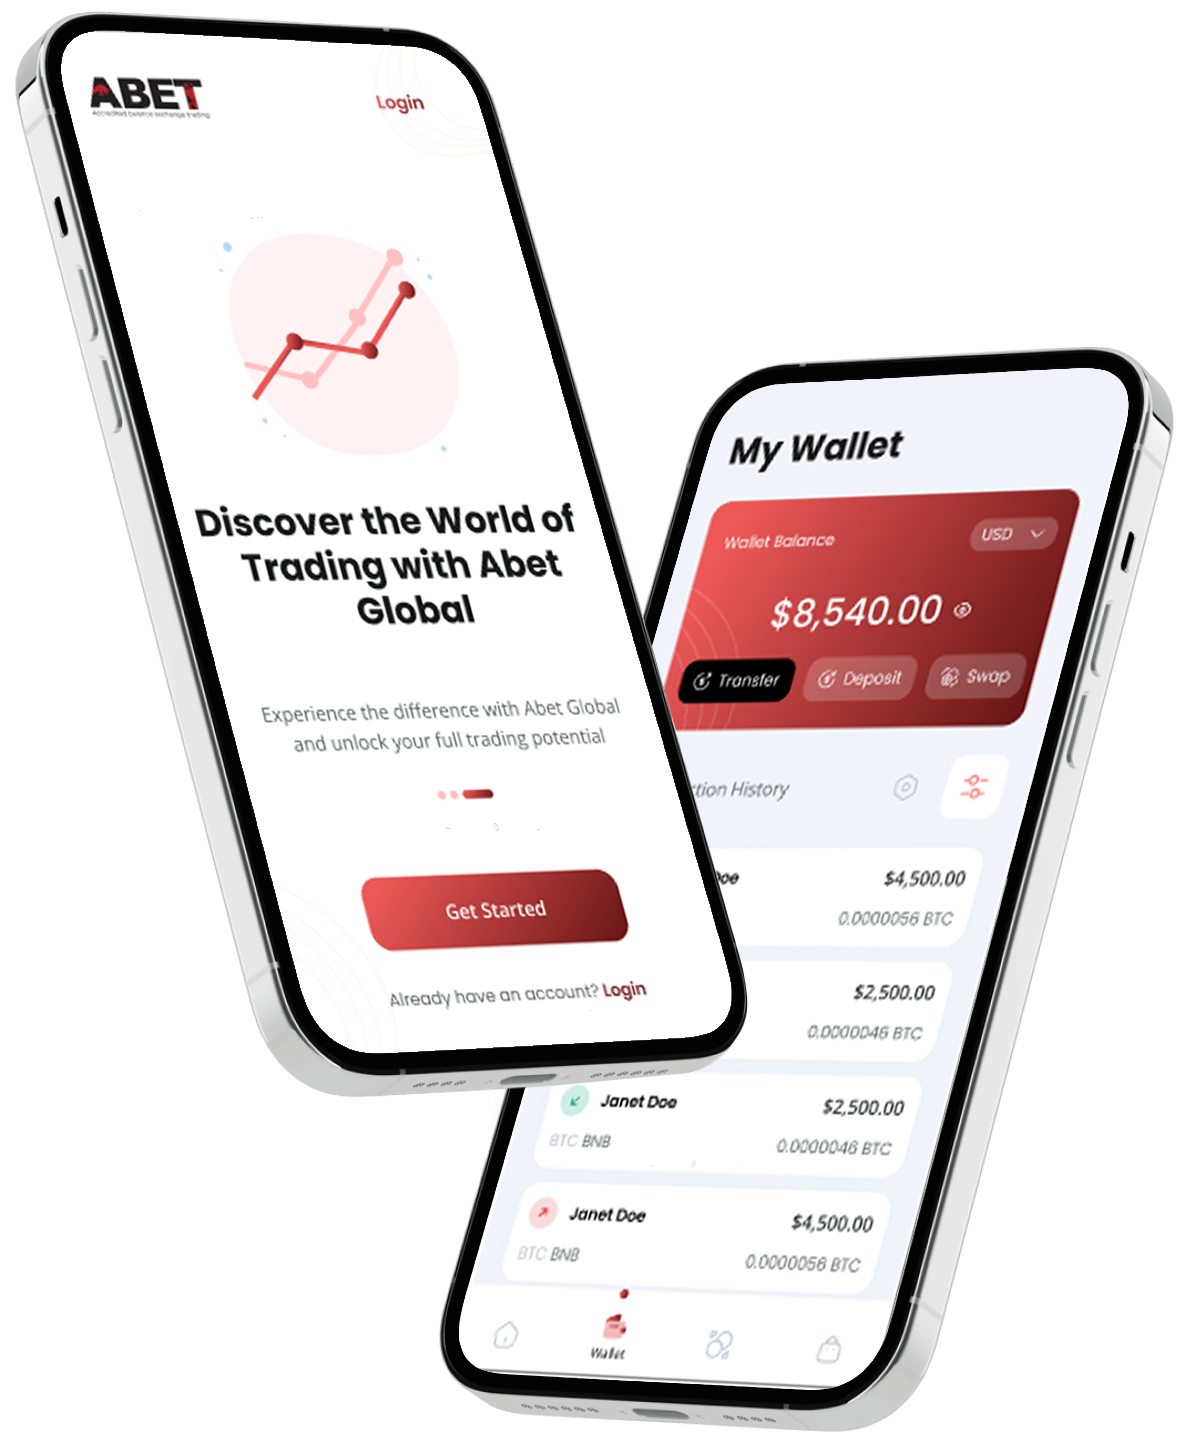 ABET
Accredited balance exchange trading
Login
Discover the World of
Trading with Abet
Global
Experience the difference with Abet Global
and unlock your full trading potential
Get Started
Already have an account? Login
My Wallet
Wallet Balance
USD
$8,540.00
Transfer
Deposit
Swap
ction History
Doe
$4,500.00
0.0000056 BTC
$2,500.00
0.0000046 BTC
Janet Doe
$2,500.00
BTC BNB
0.0000046 BTC
Janet Doe
$4,500.00
BTC BNB
0.0000056 BTC
Wallet